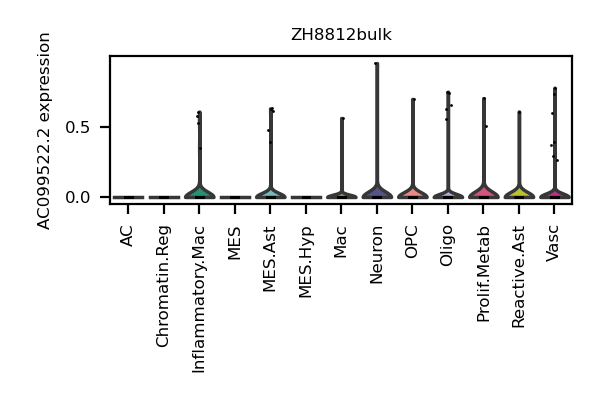 ZH8812bulk
AC099522.2 expression
0.5
0.0
AC
Chromatin.Reg
Inflammatory.Mac
MES
MES.Ast
MES.Hyp
Mac
Neuron
OPC
Oligo
Prolif.Metab
Reactive.Ast
Vasc